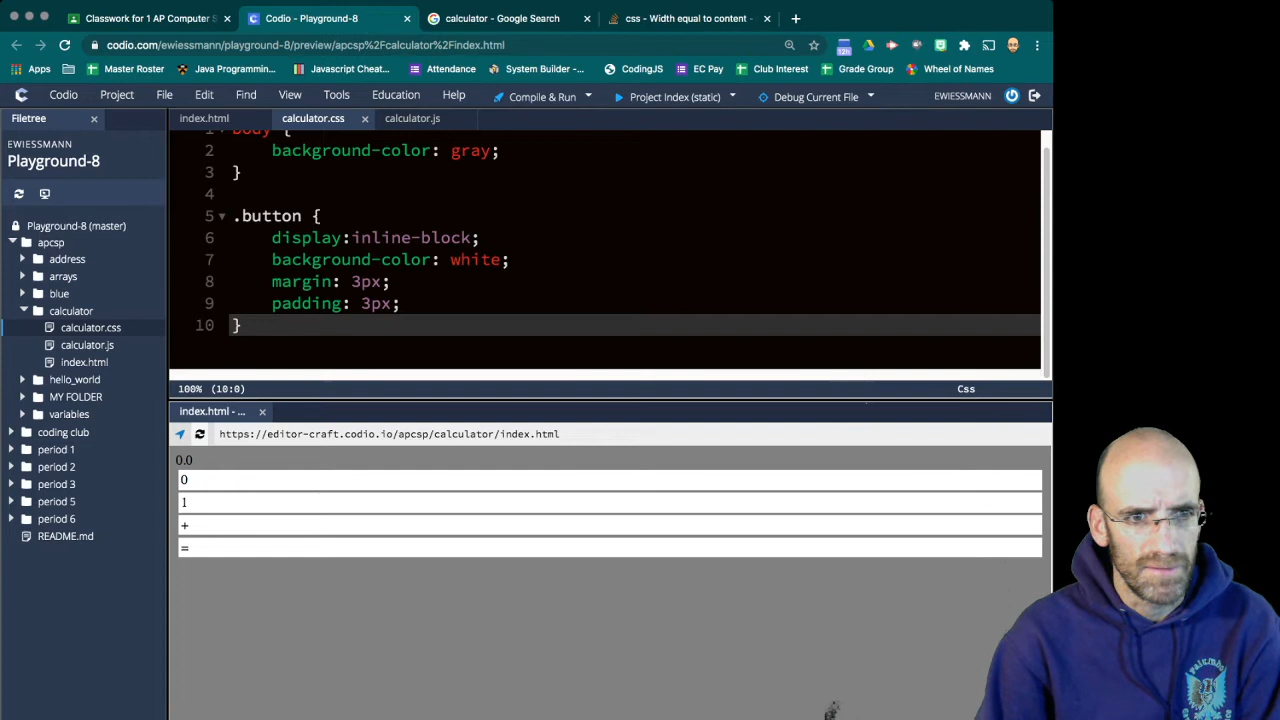 Classwork for 1 AP Computer S
Codio - Playground-8
calculator - Google Search
css - Width equal to content -
codio.com/ewiessmann/playground-8/preview/apcsp%2Fcalculator%2Findex.html
Apps
Master Roster
Java Programmin...
Javascript Cheat...
Attendance
System Builder -...
CodingJS
EC Pay
Club Interest
Grade Group
Wheel of Names
Codio Project File Edit Find View Tools Education Help
Compile & Run
Project Index (static)
Debug Current File
EWIESSMANN
Filetree
index.html
calculator.css
calculator.js
EWIESSMANN
Playground-8
Playground-8 (master)
apcsp
address
arrays
blue
calculator
calculator.css
calculator.js
index.html
hello_world
MY FOLDER
variables
coding club
period 1
period 2
period 3
period 5
period 6
README.md
1 body {
2 background-color: gray;
3 }
4
5 .button {
6 display:inline-block;
7 background-color: white;
8 margin: 3px;
9 padding: 3px;
10 }
100% (10:0)
Css
index.html - ...
https://editor-craft.codio.io/apcsp/calculator/index.html
0.0
0
1
+
=